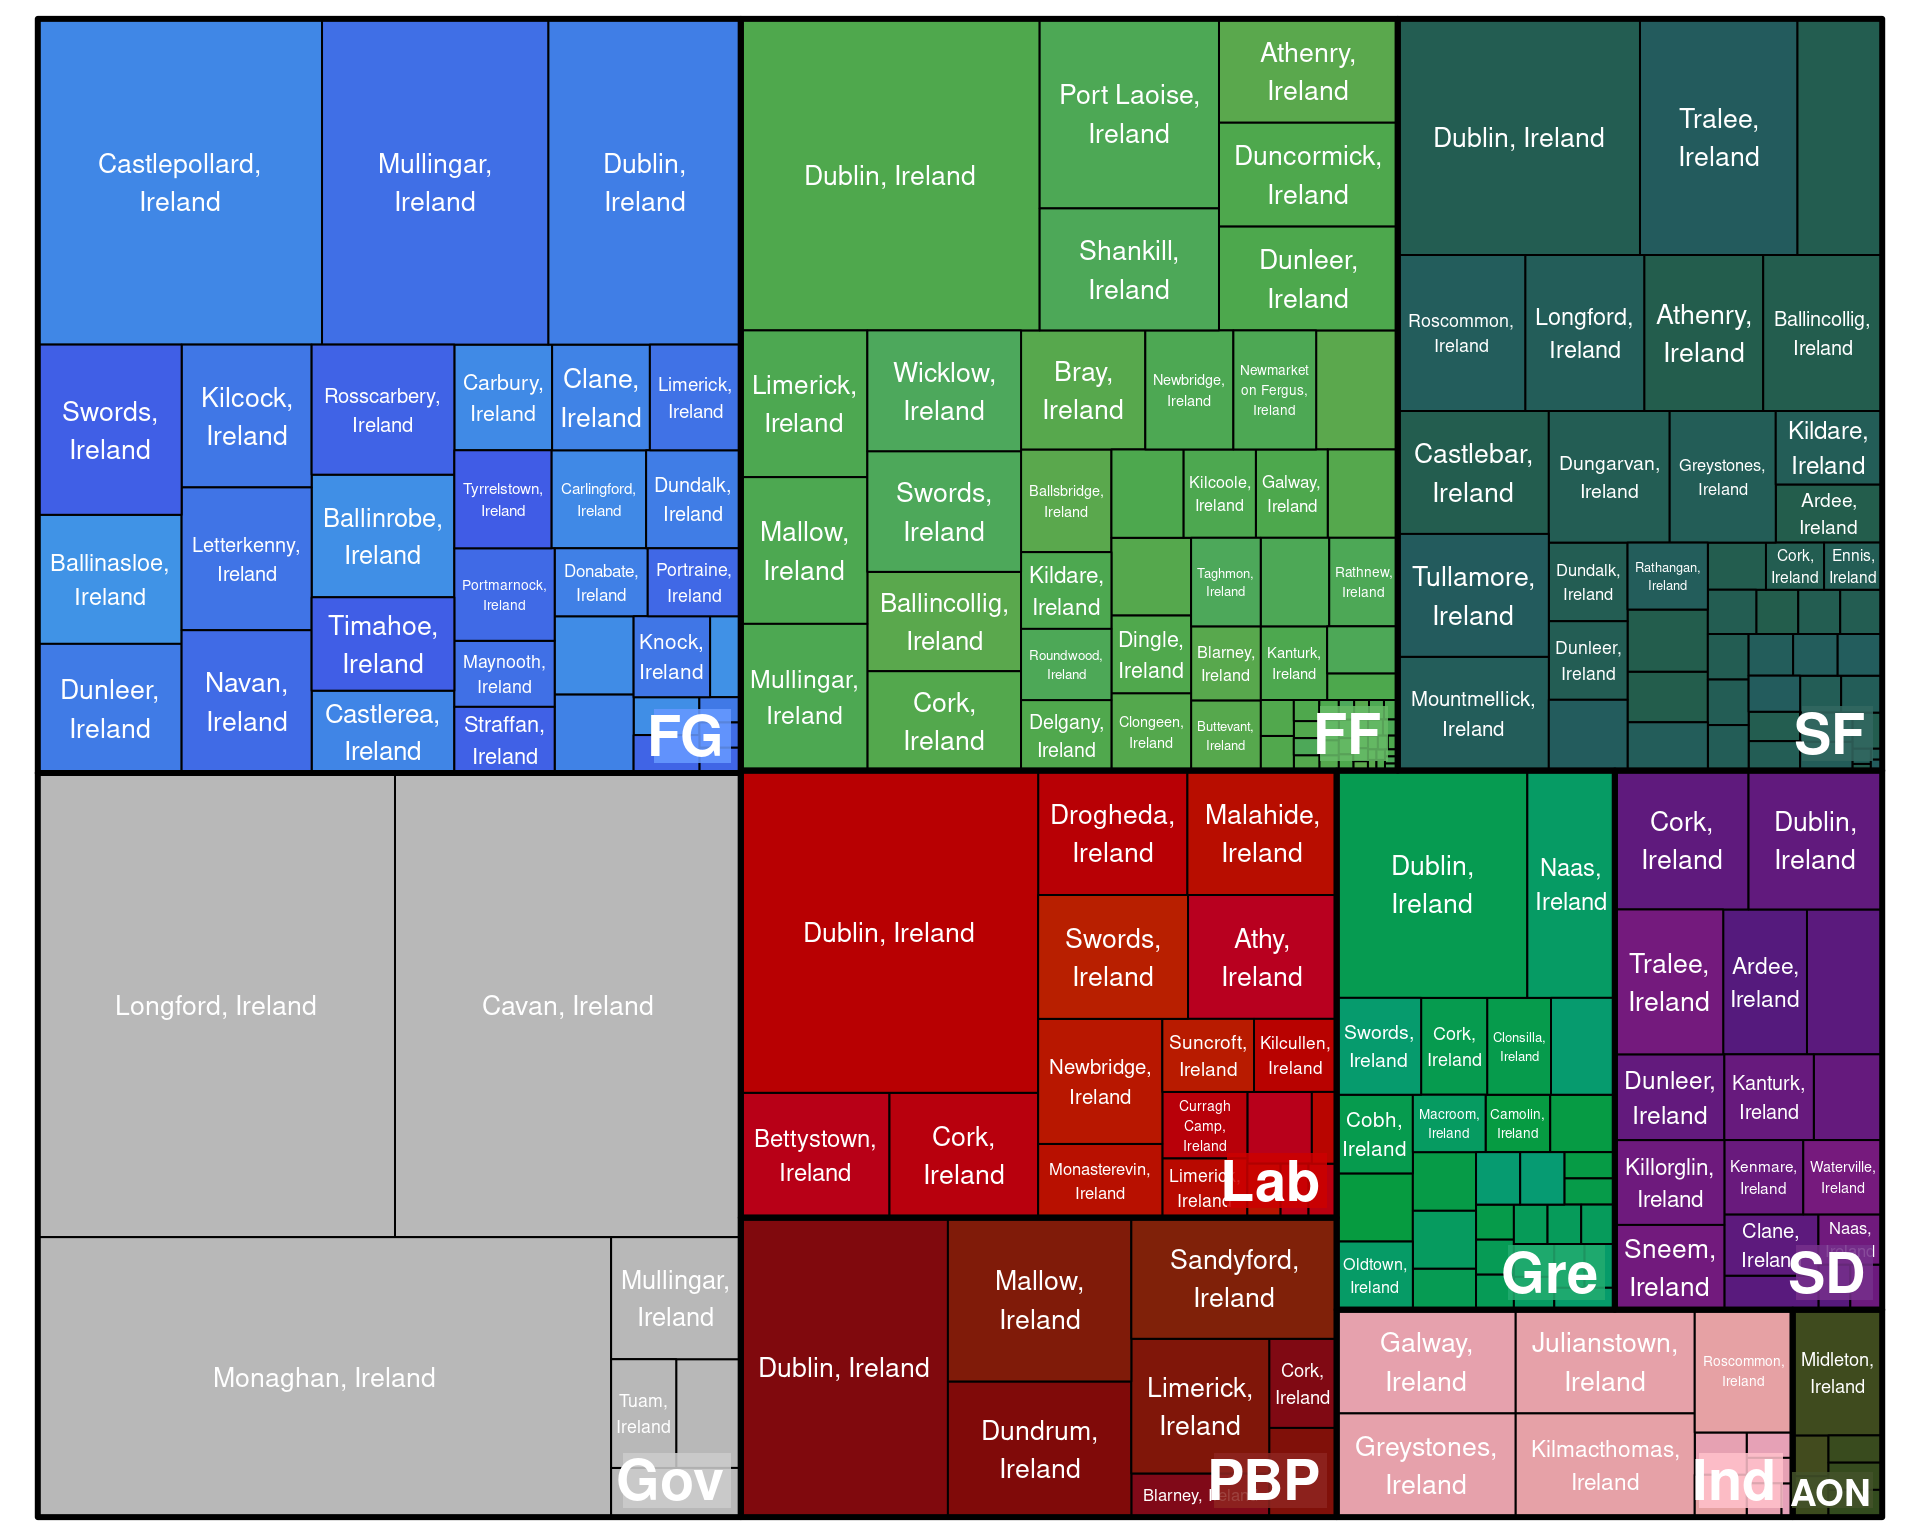 Castlepollard,
Ireland
Mullingar,
Ireland
Dublin,
Ireland
Swords,
Ireland
Kilcock,
Ireland
Rosscarbery,
Ireland
Carbury,
Ireland
Clane,
Ireland
Limerick,
Ireland
Tyrrelstown,
Ireland
Carlingford,
Ireland
Dundalk,
Ireland
Ballinasloe,
Ireland
Letterkenny,
Ireland
Ballinrobe,
Ireland
Portmarnock,
Ireland
Donabate,
Ireland
Portraine,
Ireland
Timahoe,
Ireland
Maynooth,
Ireland
Knock,
Ireland
Dunleer,
Ireland
Navan,
Ireland
Castlerea,
Ireland
Straffan,
Ireland
FG
Dublin, Ireland
Port Laoise,
Ireland
Shankill,
Ireland
Athenry,
Ireland
Duncormick,
Ireland
Dunleer,
Ireland
Limerick,
Ireland
Wicklow,
Ireland
Bray,
Ireland
Newbridge,
Ireland
Newmarket
on Fergus,
Ireland
Mallow,
Ireland
Swords,
Ireland
Ballsbridge,
Ireland
Kilcoole,
Ireland
Galway,
Ireland
Ballincollig,
Ireland
Kildare,
Ireland
Taghmon,
Ireland
Rathnew,
Ireland
Mullingar,
Ireland
Cork,
Ireland
Roundwood,
Ireland
Dingle,
Ireland
Blarney,
Ireland
Kanturk,
Ireland
Delgany,
Ireland
Clongeen,
Ireland
Buttevant,
Ireland
FF
Dublin, Ireland
Tralee,
Ireland
Roscommon,
Ireland
Longford,
Ireland
Athenry,
Ireland
Ballincollig,
Ireland
Castlebar,
Ireland
Dungarvan,
Ireland
Greystones,
Ireland
Kildare,
Ireland
Ardee,
Ireland
Tullamore,
Ireland
Dundalk,
Ireland
Rathangan,
Ireland
Cork,
Ireland
Ennis,
Ireland
Dunleer,
Ireland
Mountmellick,
Ireland
SF
Longford, Ireland
Cavan, Ireland
Monaghan, Ireland
Mullingar,
Ireland
Tuam,
Ireland
Gov
Dublin, Ireland
Drogheda,
Ireland
Malahide,
Ireland
Swords,
Ireland
Athy,
Ireland
Newbridge,
Ireland
Suncroft,
Ireland
Kilcullen,
Ireland
Bettystown,
Ireland
Cork,
Ireland
Curragh
Camp,
Ireland
Monasterevin,
Ireland
Limerick,
Ireland
Lab
Dublin, Ireland
Mallow,
Ireland
Sandyford,
Ireland
Dundrum,
Ireland
Limerick,
Ireland
Cork,
Ireland
Blarney, Ireland
PBP
Dublin,
Ireland
Naas,
Ireland
Swords,
Ireland
Cork,
Ireland
Clonsilla,
Ireland
Cobh,
Ireland
Macroom,
Ireland
Camolin,
Ireland
Oldtown,
Ireland
Gre
Cork,
Ireland
Dublin,
Ireland
Tralee,
Ireland
Ardee,
Ireland
Dunleer,
Ireland
Kanturk,
Ireland
Killorglin,
Ireland
Kenmare,
Ireland
Waterville,
Ireland
Sneem,
Ireland
Clane,
Ireland
Naas,
Ireland
SD
Galway,
Ireland
Julianstown,
Ireland
Roscommon,
Ireland
Greystones,
Ireland
Kilmacthomas,
Ireland
Ind
Midleton,
Ireland
AON